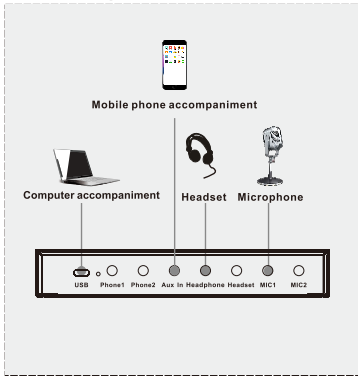 Mobile phone accompaniment
Computer accompaniment
Headset
Microphone
USB Phone1 Phone2 Aux In Headphone Headset MIC1 MIC2